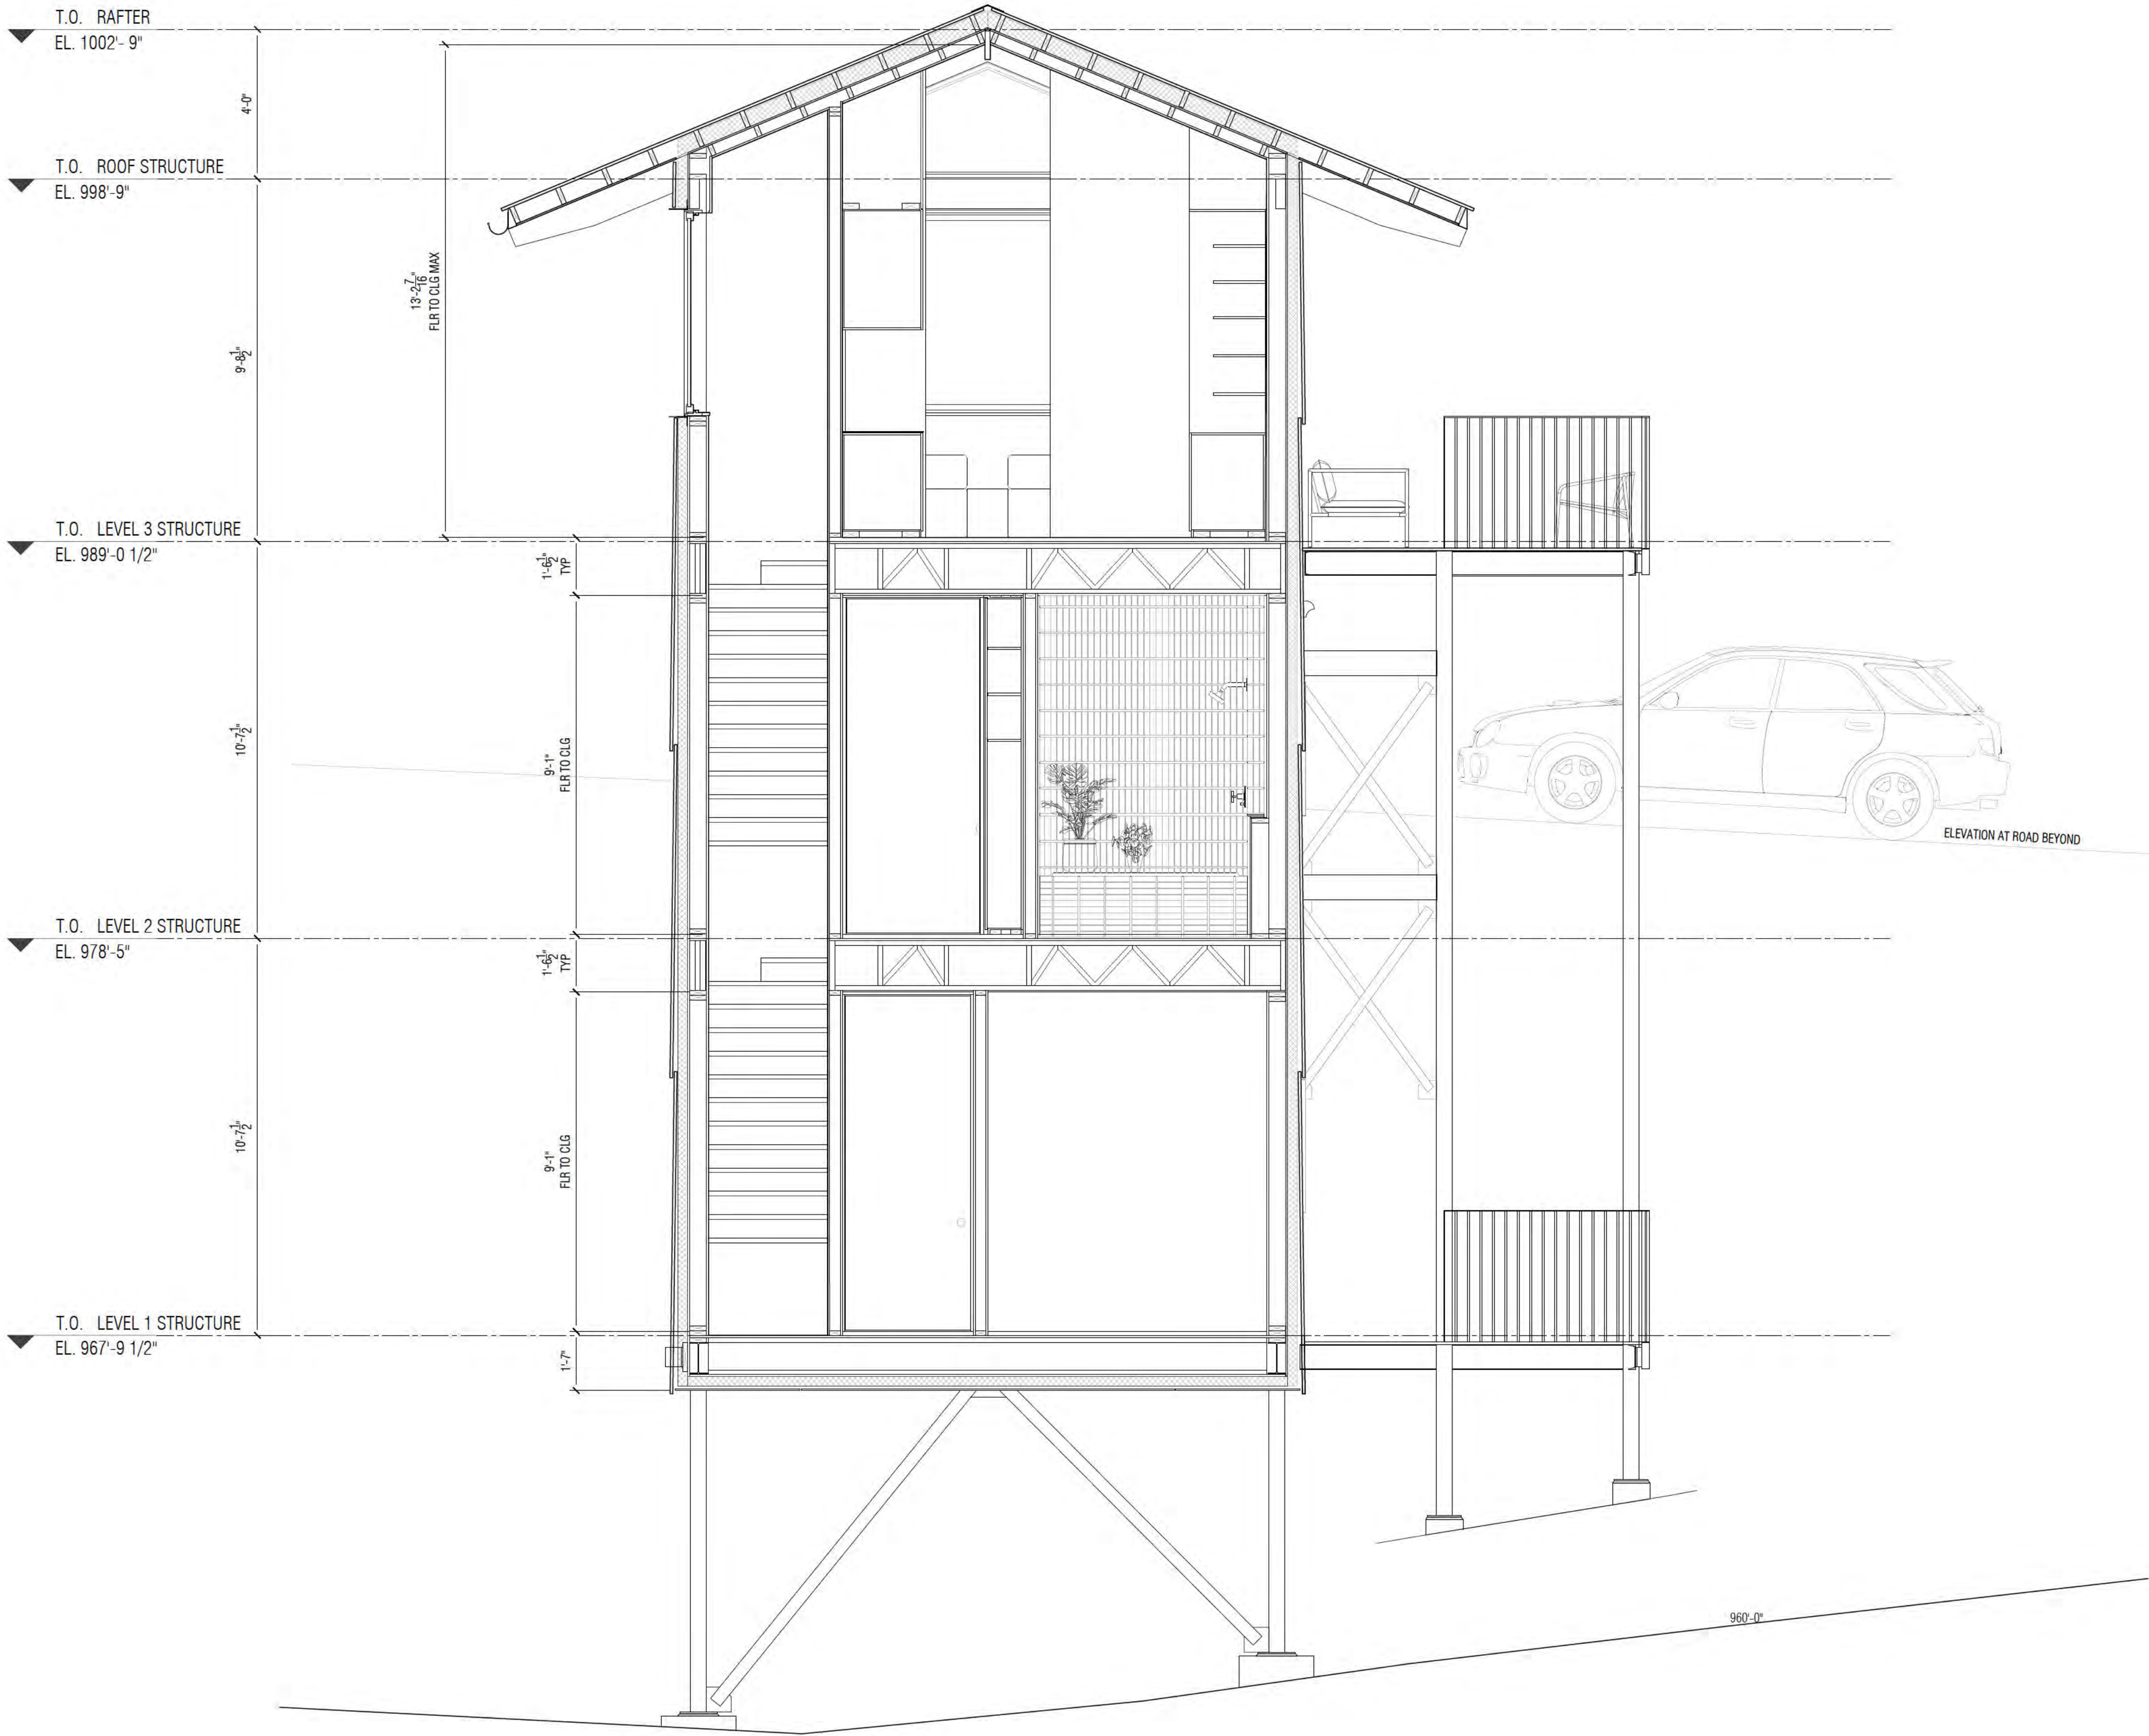 T.O. RAFTER
EL. 1002'- 9"
4'-0"
T.O. ROOF STRUCTURE
EL. 998'-9"
13'-2 7/16"
FLR TO CLG MAX
9'-8 1/2"
T.O. LEVEL 3 STRUCTURE
EL. 989'-0 1/2"
1'-6 1/2"
TYP
10'-7 1/2"
9'-1"
FLR TO CLG
ELEVATION AT ROAD BEYOND
T.O. LEVEL 2 STRUCTURE
EL. 978'-5"
1'-6 1/2"
TYP
10'-7 1/2"
9'-1"
FLR TO CLG
T.O. LEVEL 1 STRUCTURE
EL. 967'-9 1/2"
1'-7"
960'-0"